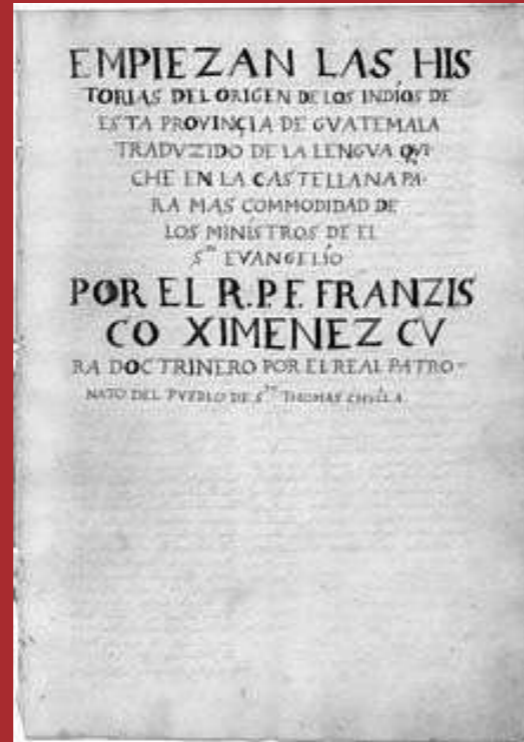 EMPIEZAN LAS HIS
TORIAS DEL ORIGEN DE LOS INDIOS DE
ESTA PROVINCIA DE GVATEMALA
TRADVZIDO DE LA LENGVA QVI
CHE EN LA CASTELLANA PA-
RA MAS COMMODIDAD DE
LOS MINISTROS DE EL
S.TO EVANGELIO
POR EL R.P.F. FRANZIS
CO XIMENEZ CV
RA DOCTRINERO POR EL REAL PATRO-
NATO DEL PVEBLO DE S.TO THOMAS CHVILA.